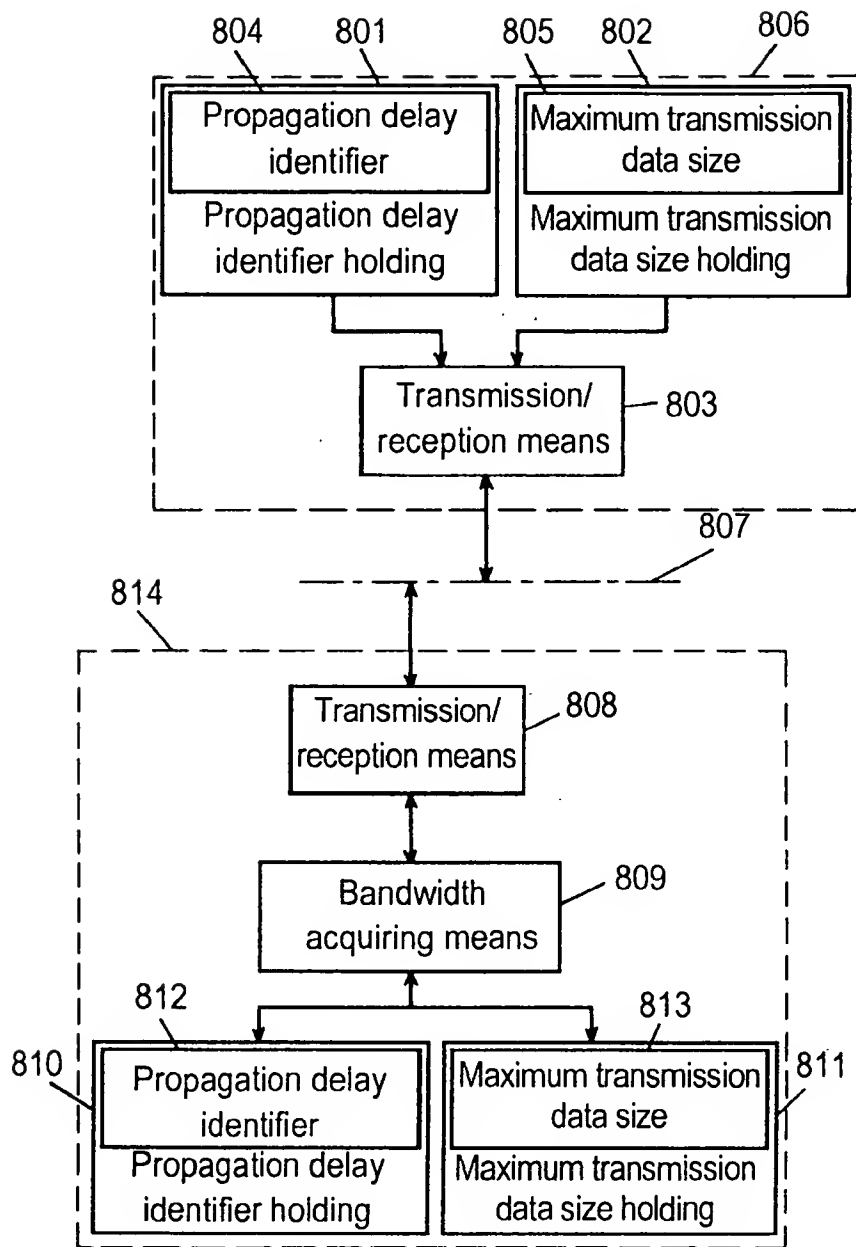 804 801 805 802 806
Propagation delay
identifier
Propagation delay
identifier holding
Maximum transmission
data size
Maximum transmission
data size holding
Transmission/
reception means
803
807
814
Transmission/
reception means
808
Bandwidth
acquiring means
809
812
813
810
Propagation delay
identifier
Propagation delay
identifier holding
Maximum transmission
data size
Maximum transmission
data size holding
811